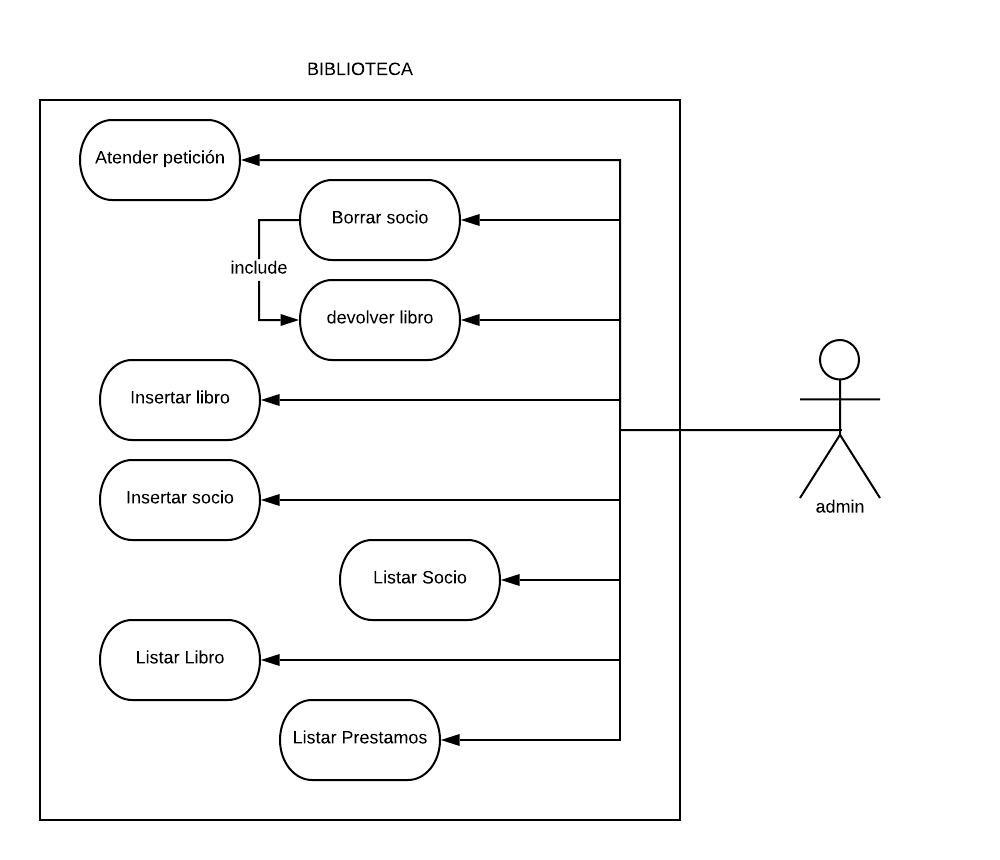 BIBLIOTECA
Atender petición
Borrar socio
include
devolver libro
Insertar libro
Insertar socio
admin
Listar Socio
Listar Libro
Listar Prestamos